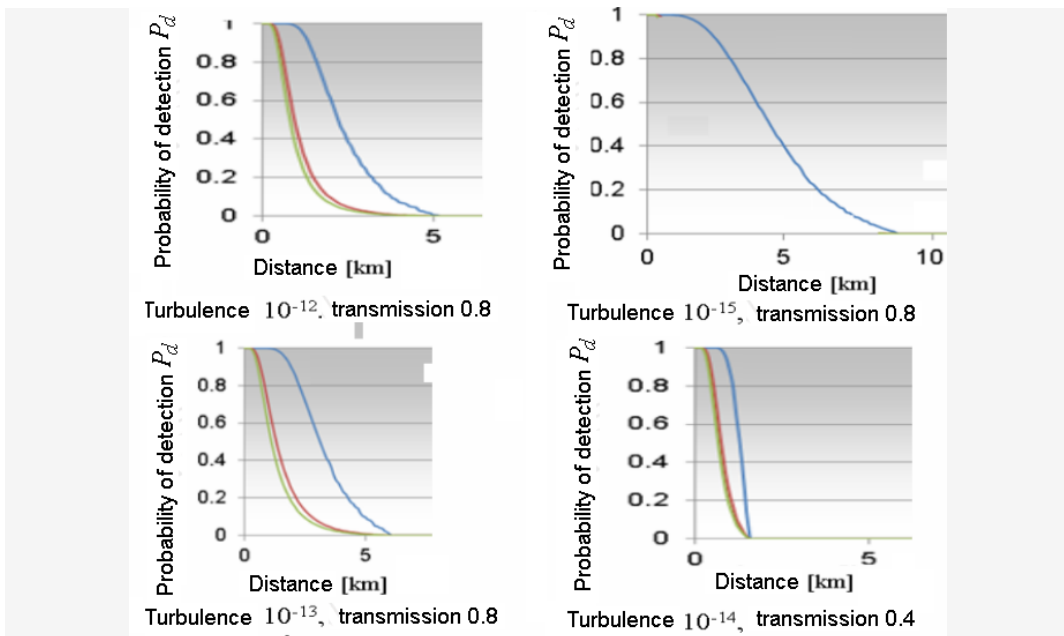 Probability of detection P_d
1
0.8
0.6
0.4
0.2
0
0 5
Distance [km]
Turbulence 10^-12. transmission 0.8
Probability of detection P_d
1
0.8
0.6
0.4
0.2
0
0 5 10
Distance [km]
Turbulence 10^-15, transmission 0.8
Probability of detection P_d
1
0.8
0.6
0.4
0.2
0
0 5
Distance [km]
Turbulence 10^-13, transmission 0.8
Probability of detection P_d
1
0.8
0.6
0.4
0.2
0
0 5
Distance [km]
Turbulence 10^-14, transmission 0.4